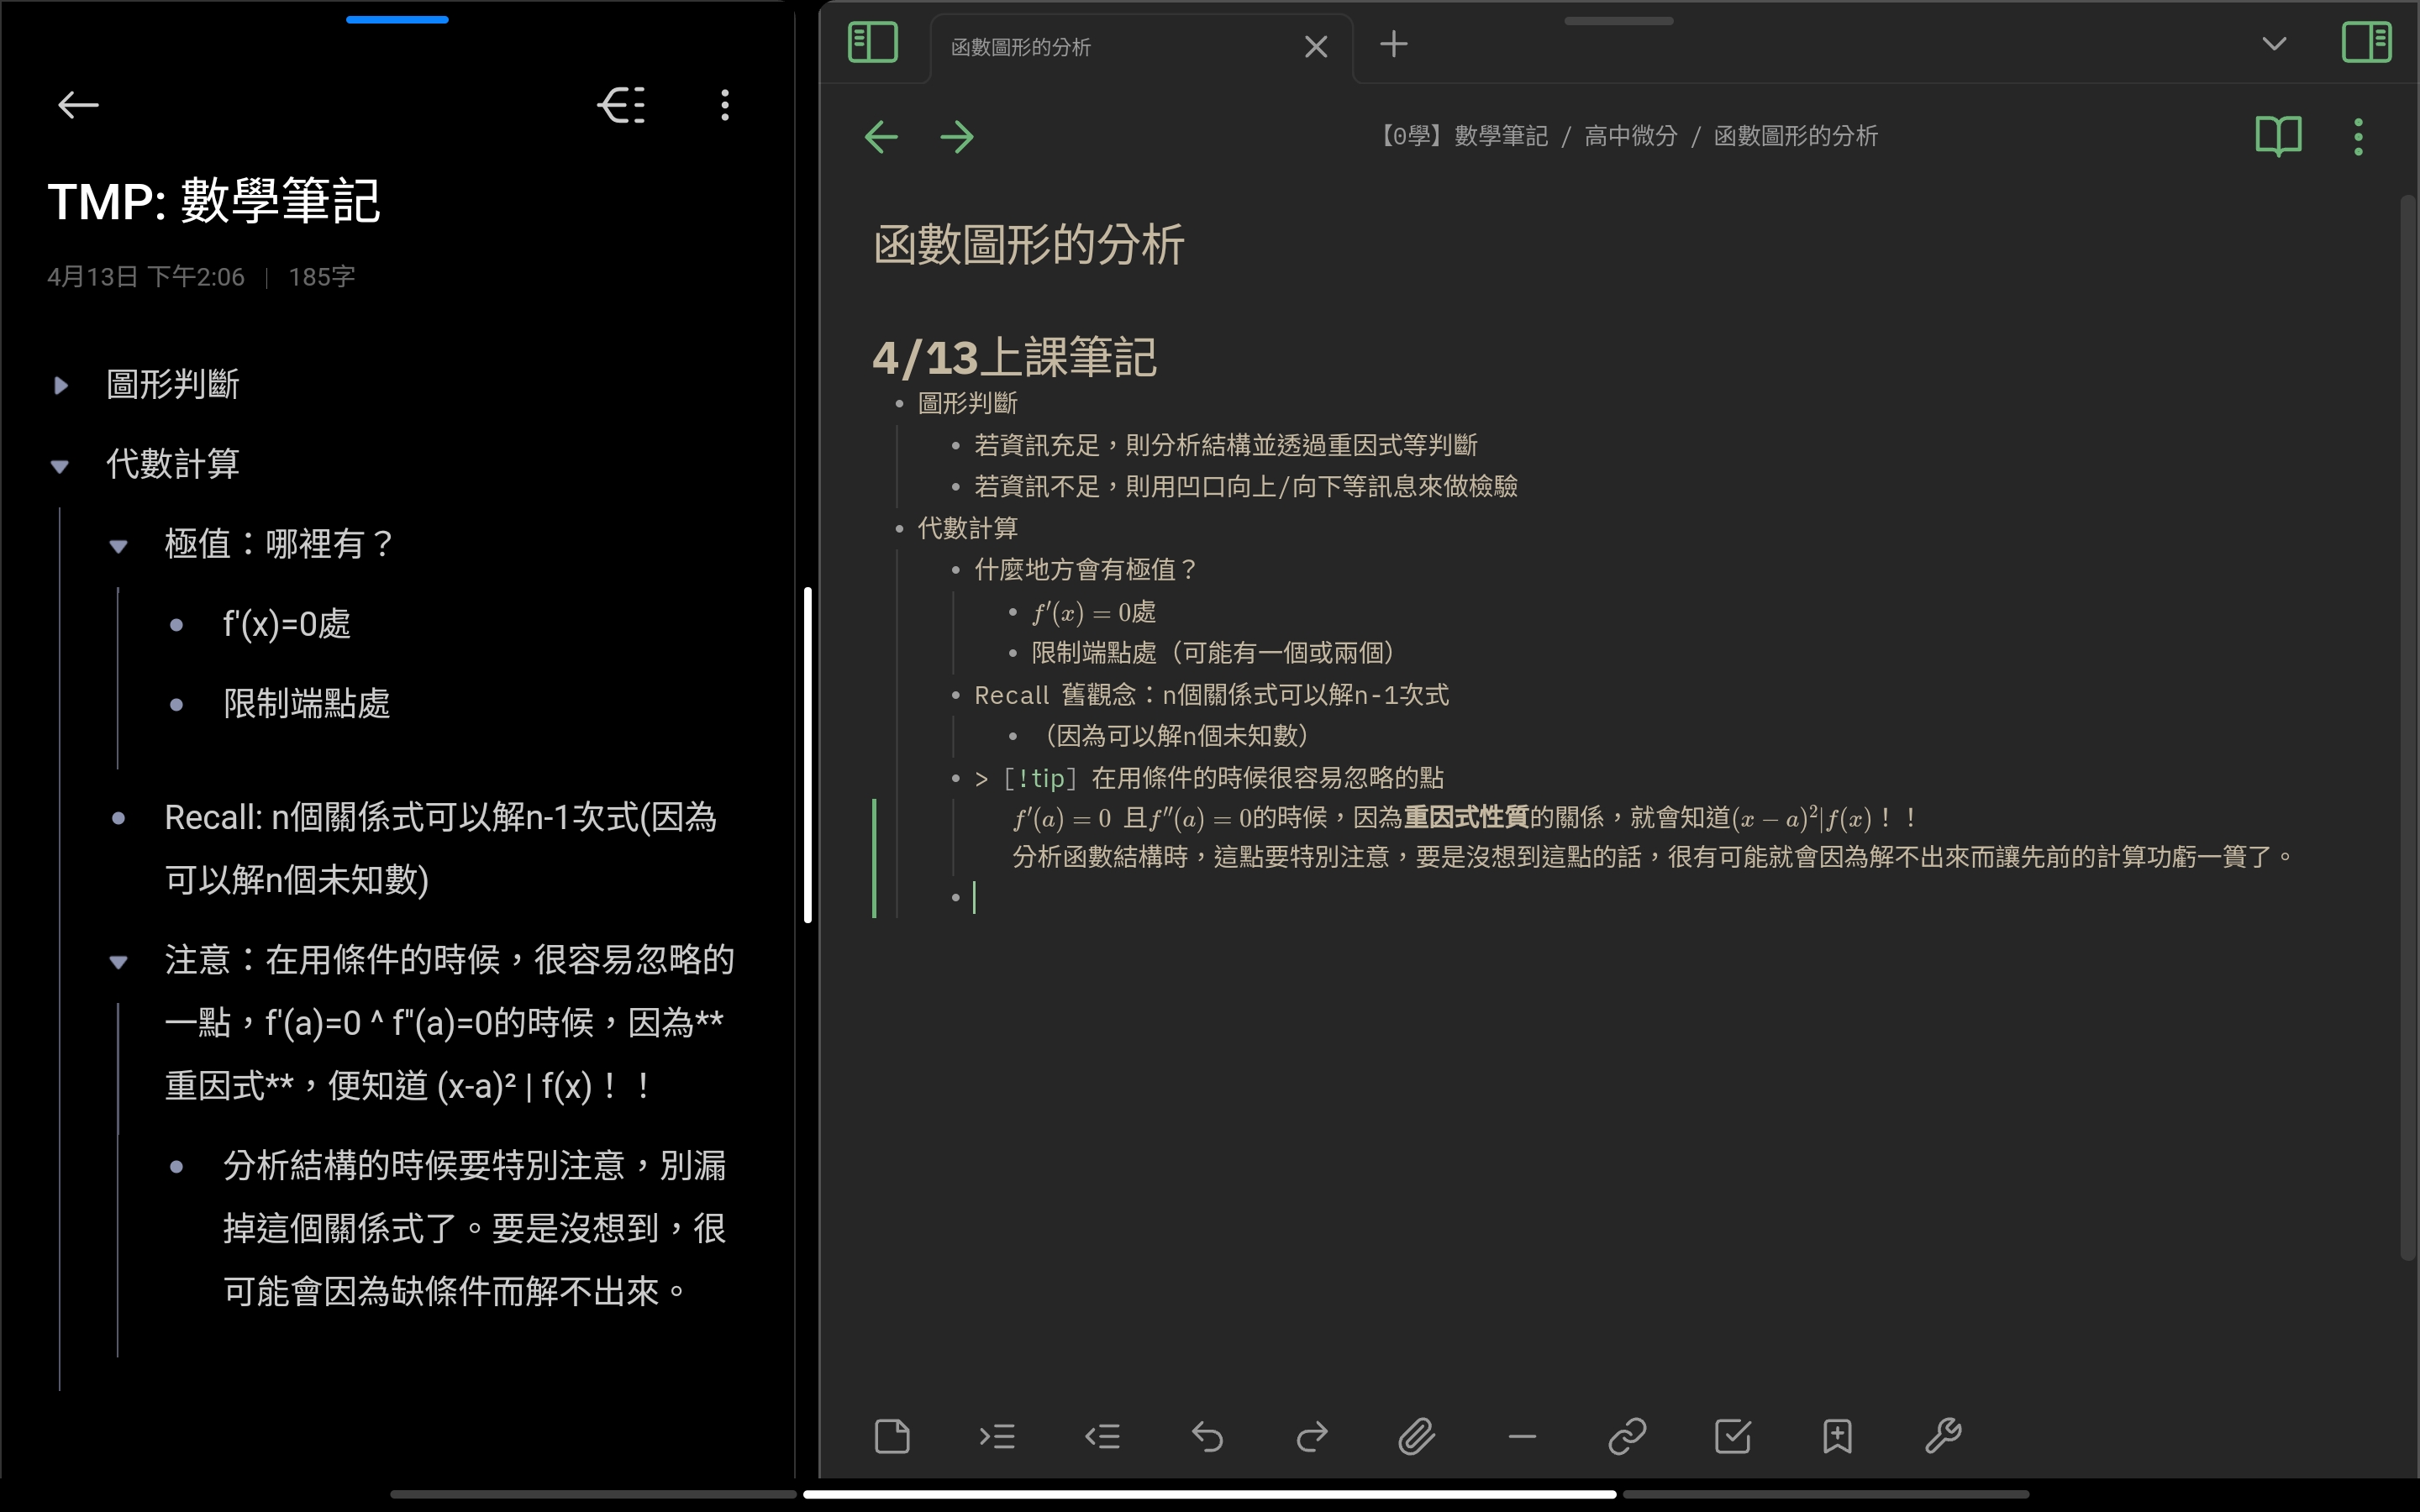 TMP: 數學筆記
4月13日 下午2:06 | 185字
圖形判斷
代數計算
極值：哪裡有？
f'(x)=0處
限制端點處
Recall: n個關係式可以解n-1次式(因為
可以解n個未知數)
注意：在用條件的時候，很容易忽略的
一點，f'(a)=0 ^ f"(a)=0的時候，因為**
重因式**，便知道 (x-a)² | f(x)！！
分析結構的時候要特別注意，別漏
掉這個關係式了。要是沒想到，很
可能會因為缺條件而解不出來。
函數圖形的分析
【0學】數學筆記 / 高中微分 / 函數圖形的分析
函數圖形的分析
4/13上課筆記
圖形判斷
若資訊充足，則分析結構並透過重因式等判斷
若資訊不足，則用凹口向上/向下等訊息來做檢驗
代數計算
什麼地方會有極值？
f′(x) = 0處
限制端點處（可能有一個或兩個）
Recall 舊觀念：n個關係式可以解n-1次式
（因為可以解n個未知數）
> [!tip] 在用條件的時候很容易忽略的點
f′(a) = 0 且f″(a) = 0的時候，因為重因式性質的關係，就會知道(x − a)²|f(x)！！
分析函數結構時，這點要特別注意，要是沒想到這點的話，很有可能就會因為解不出來而讓先前的計算功虧一簣了。